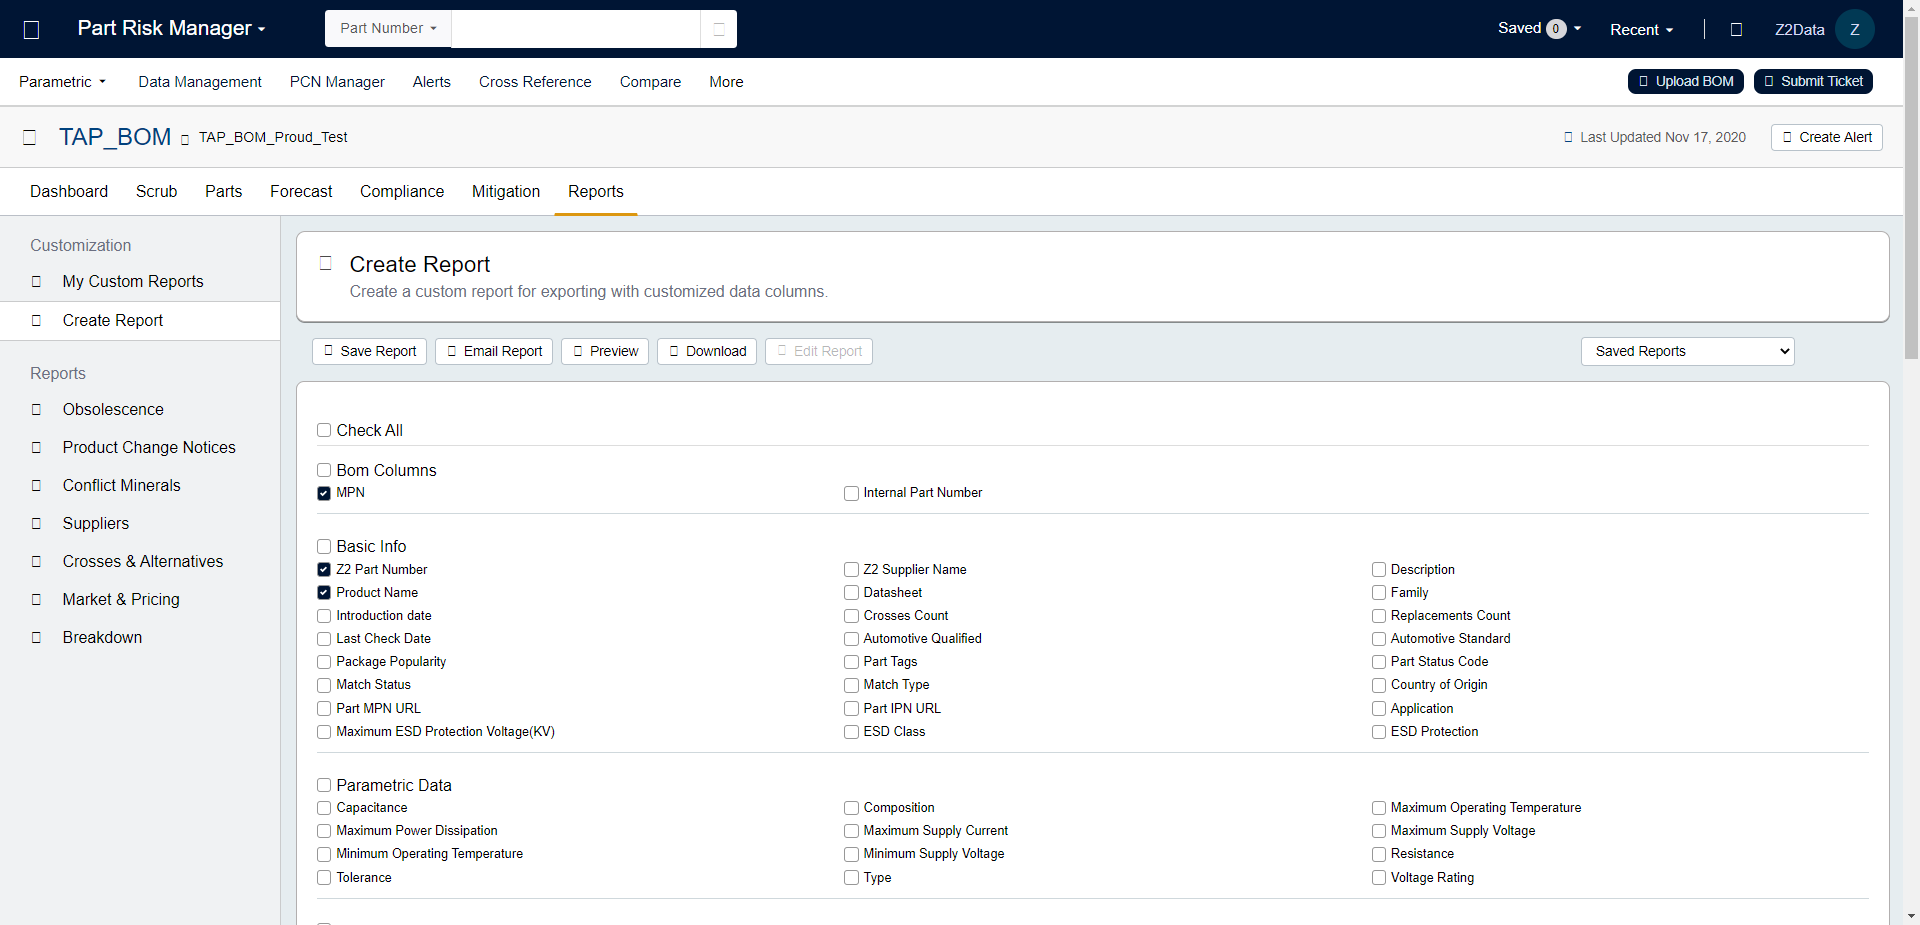 Part Risk Manager
Part Number
Saved 0
Recent
Z2Data
Z
Parametric
Data Management
PCN Manager
Alerts
Cross Reference
Compare
More
Upload BOM
Submit Ticket
TAP_BOM
TAP_BOM_Proud_Test
Last Updated Nov 17, 2020
Create Alert
Dashboard
Scrub
Parts
Forecast
Compliance
Mitigation
Reports
Customization
My Custom Reports
Create Report
Reports
Obsolescence
Product Change Notices
Conflict Minerals
Suppliers
Crosses & Alternatives
Market & Pricing
Breakdown
Create Report
Create a custom report for exporting with customized data columns.
Save Report
Email Report
Preview
Download
Edit Report
Saved Reports
Check All
Bom Columns
MPN
Internal Part Number
Basic Info
Z2 Part Number
Z2 Supplier Name
Description
Product Name
Datasheet
Family
Introduction date
Crosses Count
Replacements Count
Last Check Date
Automotive Qualified
Automotive Standard
Package Popularity
Part Tags
Part Status Code
Match Status
Match Type
Country of Origin
Part MPN URL
Part IPN URL
Application
Maximum ESD Protection Voltage(KV)
ESD Class
ESD Protection
Parametric Data
Capacitance
Composition
Maximum Operating Temperature
Maximum Power Dissipation
Maximum Supply Current
Maximum Supply Voltage
Minimum Operating Temperature
Minimum Supply Voltage
Resistance
Tolerance
Type
Voltage Rating